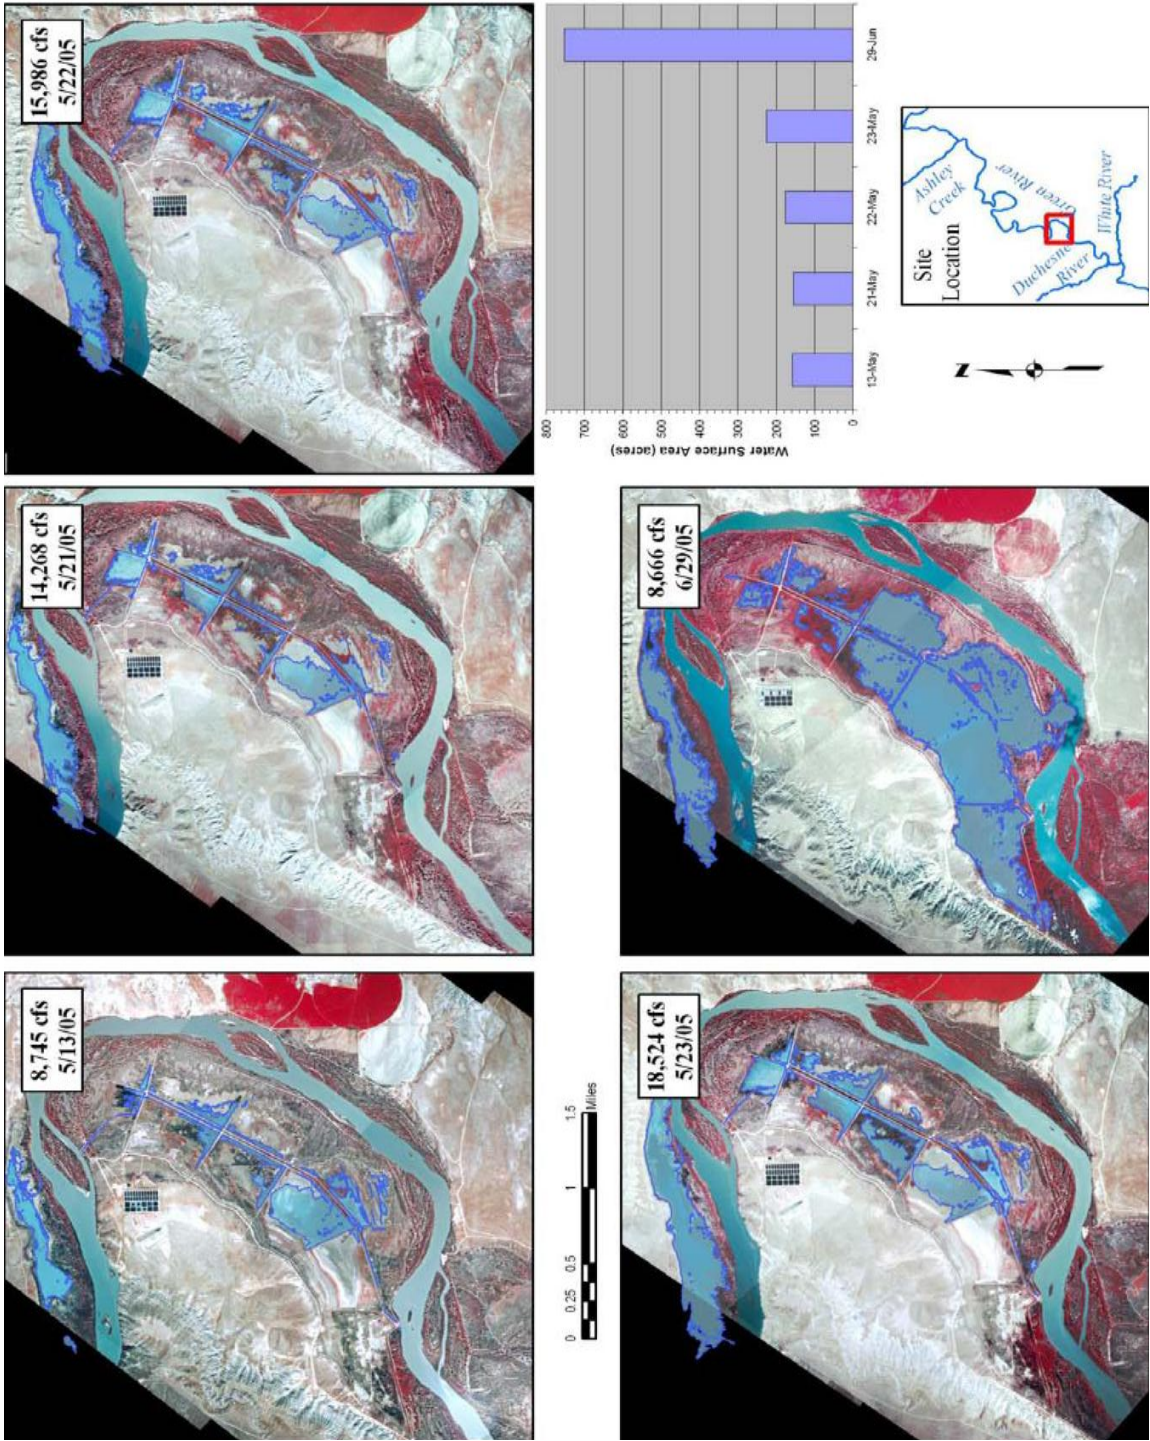 8,745 cfs
5/13/05
14,268 cfs
5/21/05
15,986 cfs
5/22/05
0 0.25 0.5 1 1.5
Miles
18,524 cfs
5/23/05
8,666 cfs
6/29/05
Water Surface Area (acres)
800
700
600
500
400
300
200
100
0
13-May 21-May 22-May 23-May 29-Jun
N
Site
Location
Ashley
Creek
Green River
Duchesne
River
White River